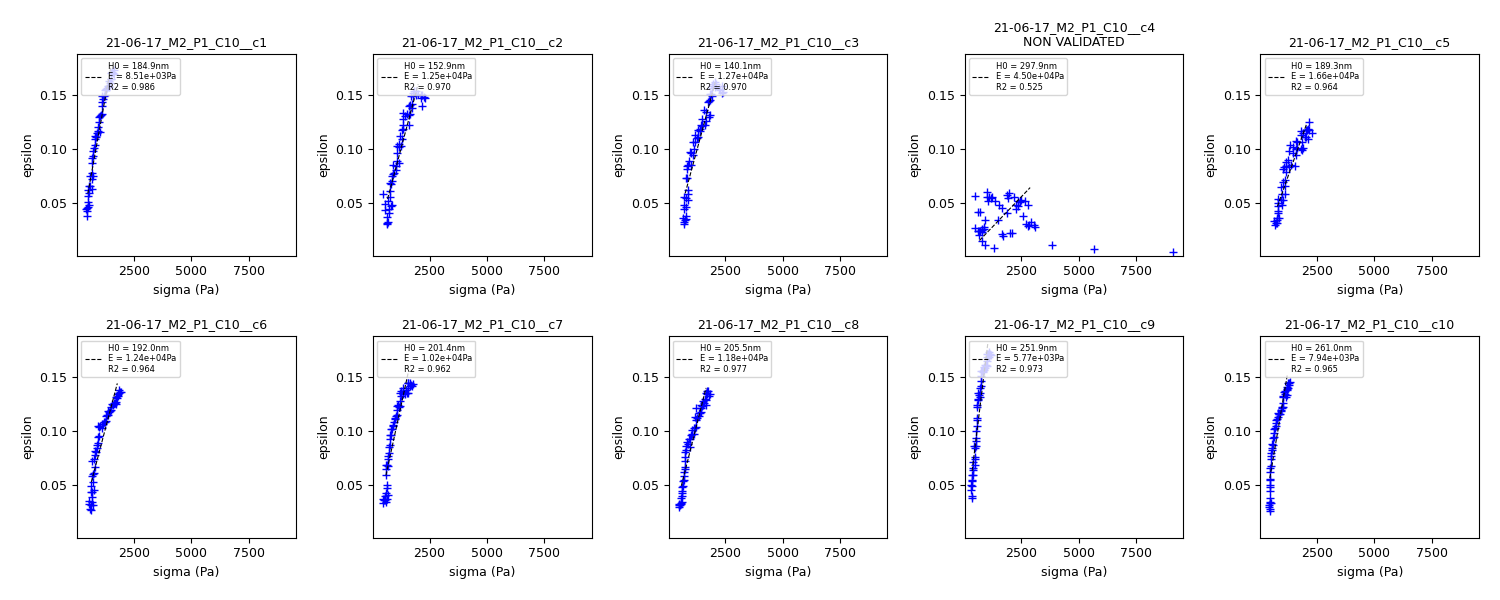 21-06-17_M2_P1_C10__c1
H0 = 184.9nm
E = 8.51e+03Pa
R2 = 0.986
0.15
0.10
0.05
epsilon
2500 5000 7500
sigma (Pa)
21-06-17_M2_P1_C10__c2
H0 = 152.9nm
E = 1.25e+04Pa
R2 = 0.970
0.15
0.10
0.05
epsilon
2500 5000 7500
sigma (Pa)
21-06-17_M2_P1_C10__c3
H0 = 140.1nm
E = 1.27e+04Pa
R2 = 0.970
0.15
0.10
0.05
epsilon
2500 5000 7500
sigma (Pa)
21-06-17_M2_P1_C10__c4
NON VALIDATED
H0 = 297.9nm
E = 4.50e+04Pa
R2 = 0.525
0.15
0.10
0.05
epsilon
2500 5000 7500
sigma (Pa)
21-06-17_M2_P1_C10__c5
H0 = 189.3nm
E = 1.66e+04Pa
R2 = 0.964
0.15
0.10
0.05
epsilon
2500 5000 7500
sigma (Pa)
21-06-17_M2_P1_C10__c6
H0 = 192.0nm
E = 1.24e+04Pa
R2 = 0.964
0.15
0.10
0.05
epsilon
2500 5000 7500
sigma (Pa)
21-06-17_M2_P1_C10__c7
H0 = 201.4nm
E = 1.02e+04Pa
R2 = 0.962
0.15
0.10
0.05
epsilon
2500 5000 7500
sigma (Pa)
21-06-17_M2_P1_C10__c8
H0 = 205.5nm
E = 1.18e+04Pa
R2 = 0.977
0.15
0.10
0.05
epsilon
2500 5000 7500
sigma (Pa)
21-06-17_M2_P1_C10__c9
H0 = 251.9nm
E = 5.77e+03Pa
R2 = 0.973
0.15
0.10
0.05
epsilon
2500 5000 7500
sigma (Pa)
21-06-17_M2_P1_C10__c10
H0 = 261.0nm
E = 7.94e+03Pa
R2 = 0.965
0.15
0.10
0.05
epsilon
2500 5000 7500
sigma (Pa)